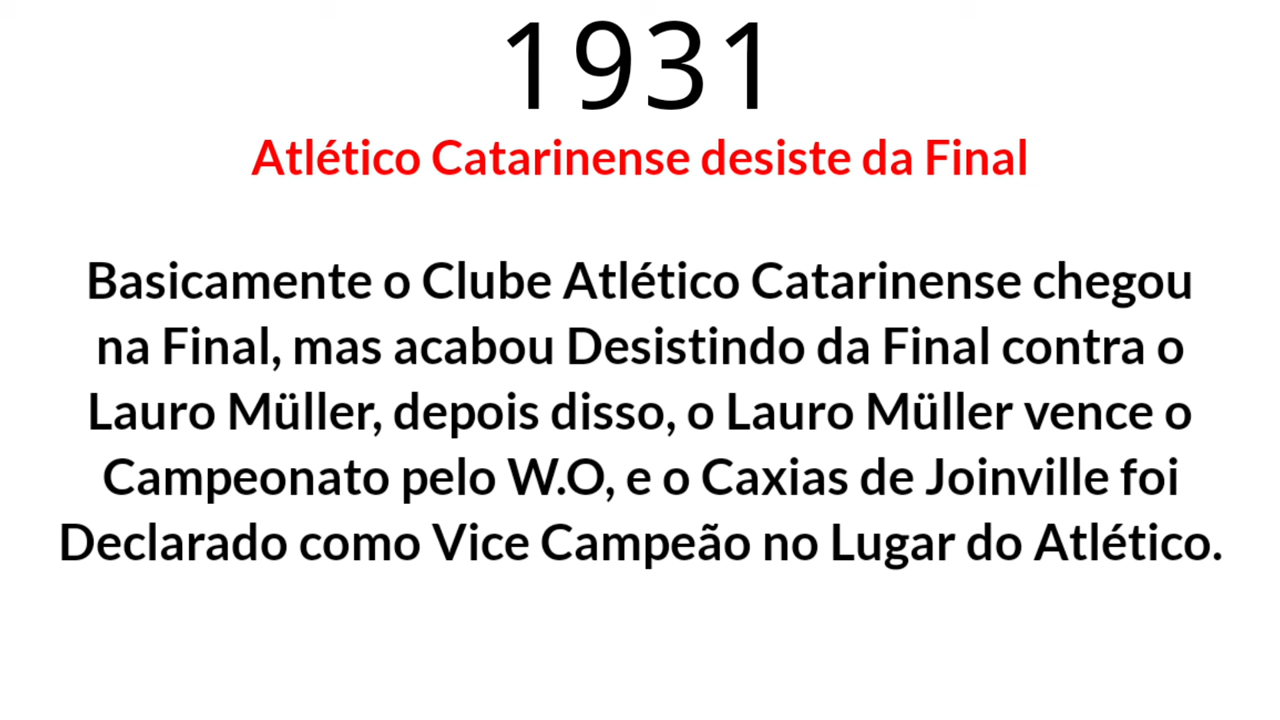 1931
Atlético Catarinense desiste da Final
Basicamente o Clube Atlético Catarinense chegou
na Final, mas acabou Desistindo da Final contra o
Lauro Müller, depois disso, o Lauro Müller vence o
Campeonato pelo W.O, e o Caxias de Joinville foi
Declarado como Vice Campeão no Lugar do Atlético.